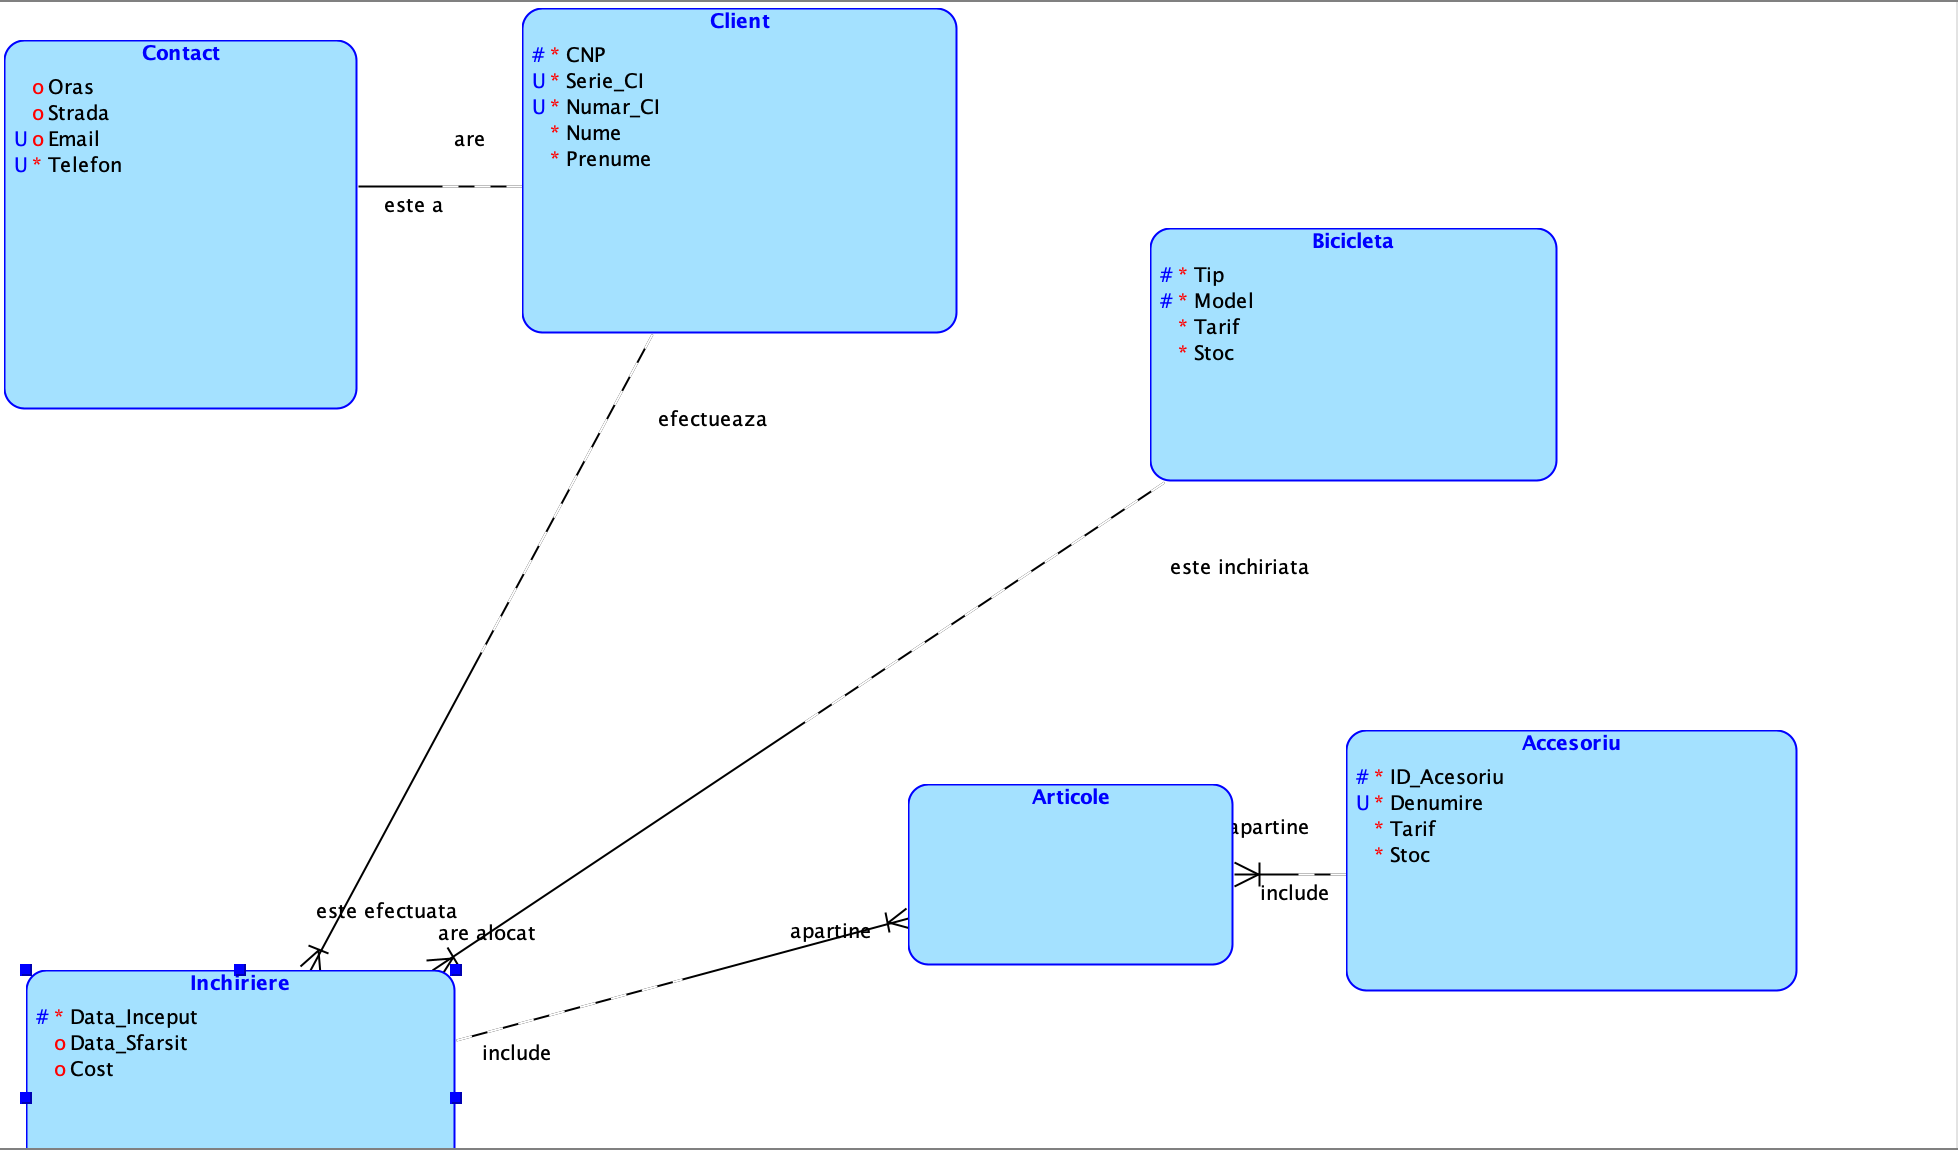 Contact
o Oras
o Strada
U o Email
U * Telefon
are
este a
Client
# * CNP
U * Serie_CI
U * Numar_CI
* Nume
* Prenume
efectueaza
Bicicleta
# * Tip
# * Model
* Tarif
* Stoc
este inchiriata
Accesoriu
# * ID_Acesoriu
U * Denumire
* Tarif
* Stoc
Articole
apartine
include
apartine
include
este efectuata
are alocat
Inchiriere
# * Data_Inceput
o Data_Sfarsit
o Cost